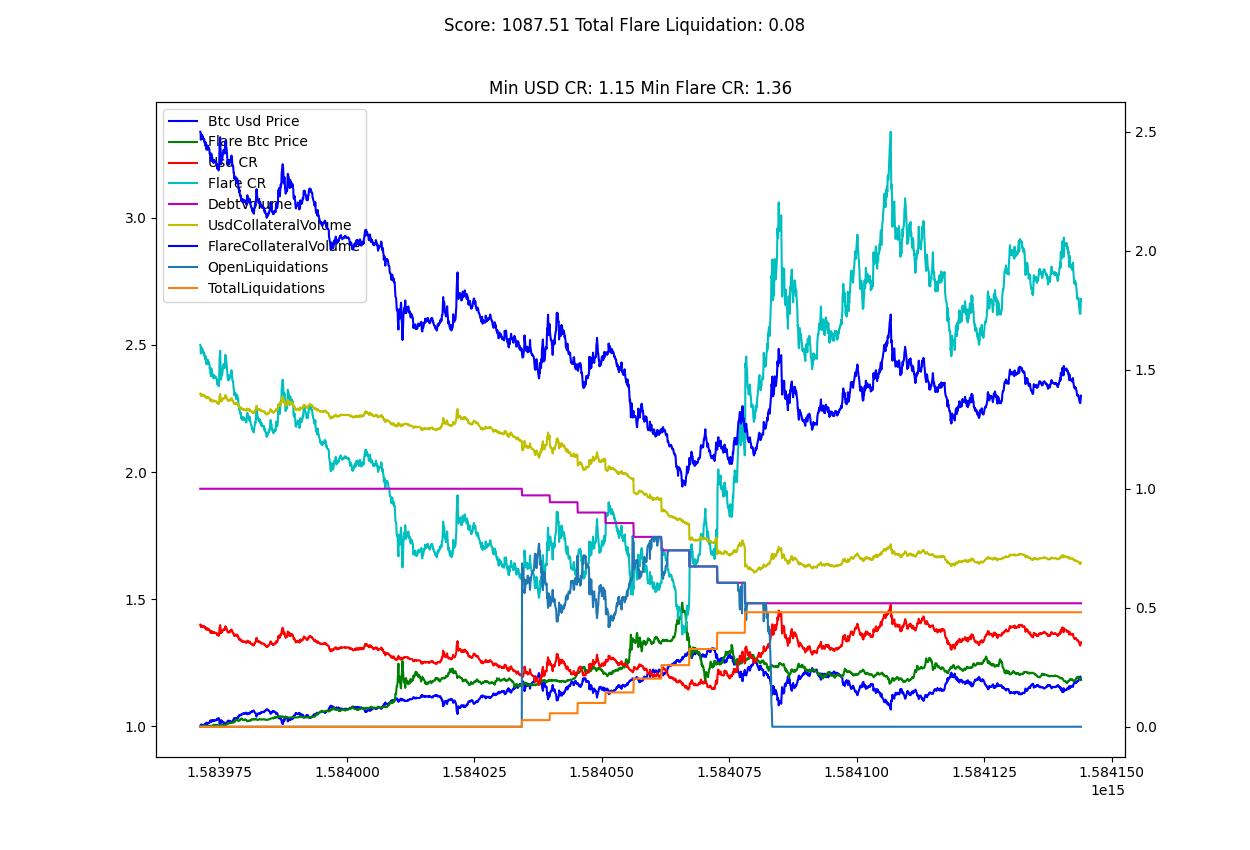 Score: 1087.51 Total Flare Liquidation: 0.08
Min USD CR: 1.15 Min Flare CR: 1.36
Btc Usd Price
Flare Btc Price
Usd CR
Flare CR
DebtVolume
UsdCollateralVolume
FlareCollateralVolume
OpenLiquidations
TotalLiquidations
3.0
2.5
2.0
1.5
1.0
2.5
2.0
1.5
1.0
0.5
0.0
1.583975 1.584000 1.584025 1.584050 1.584075 1.584100 1.584125 1.584150
1e15